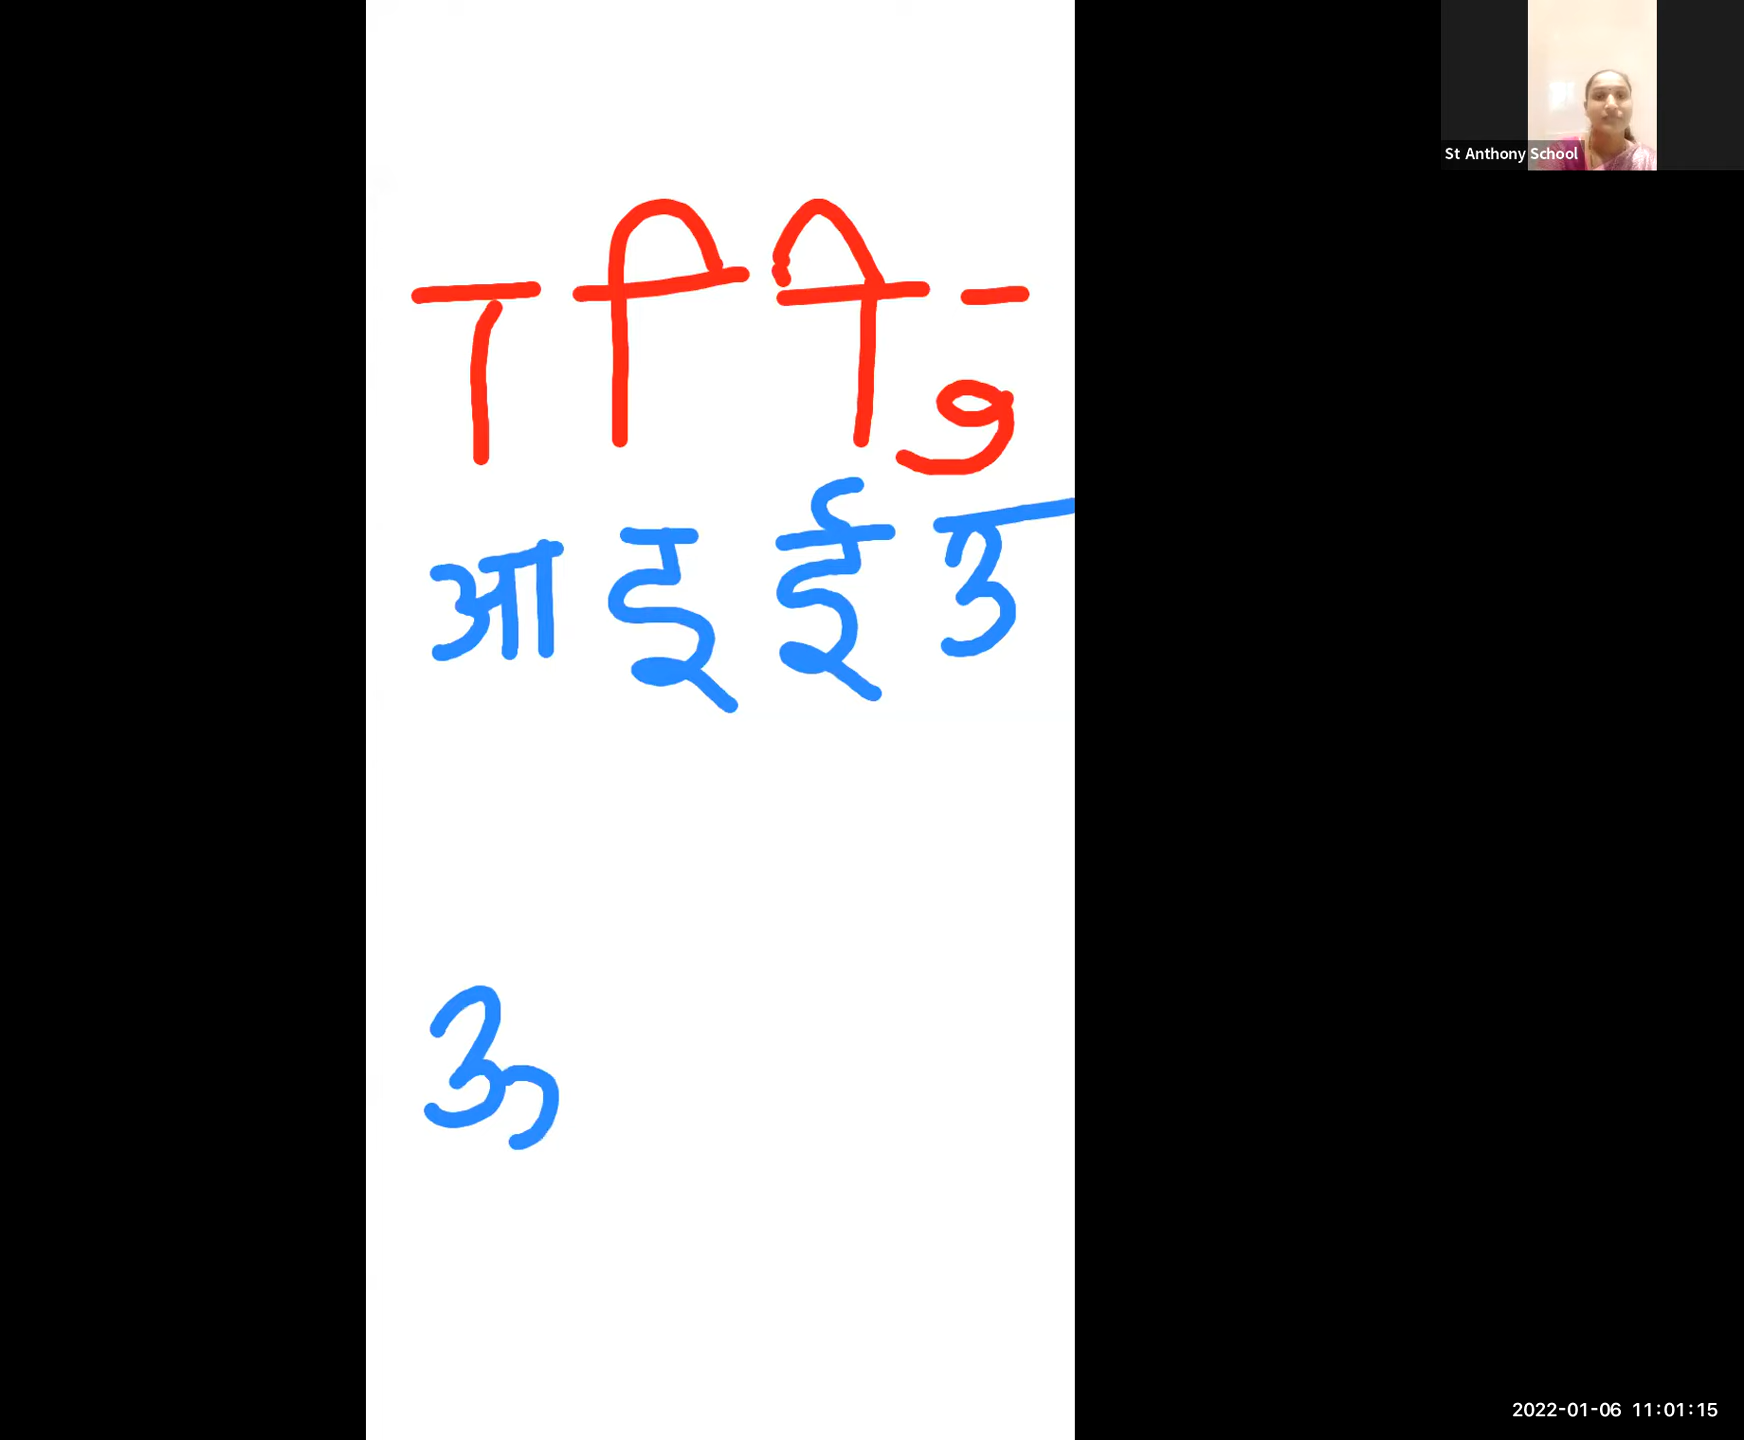 St Anthony School
ा ि ी ु
आ इ ई उ
ऊ
2022-01-06 11:01:15